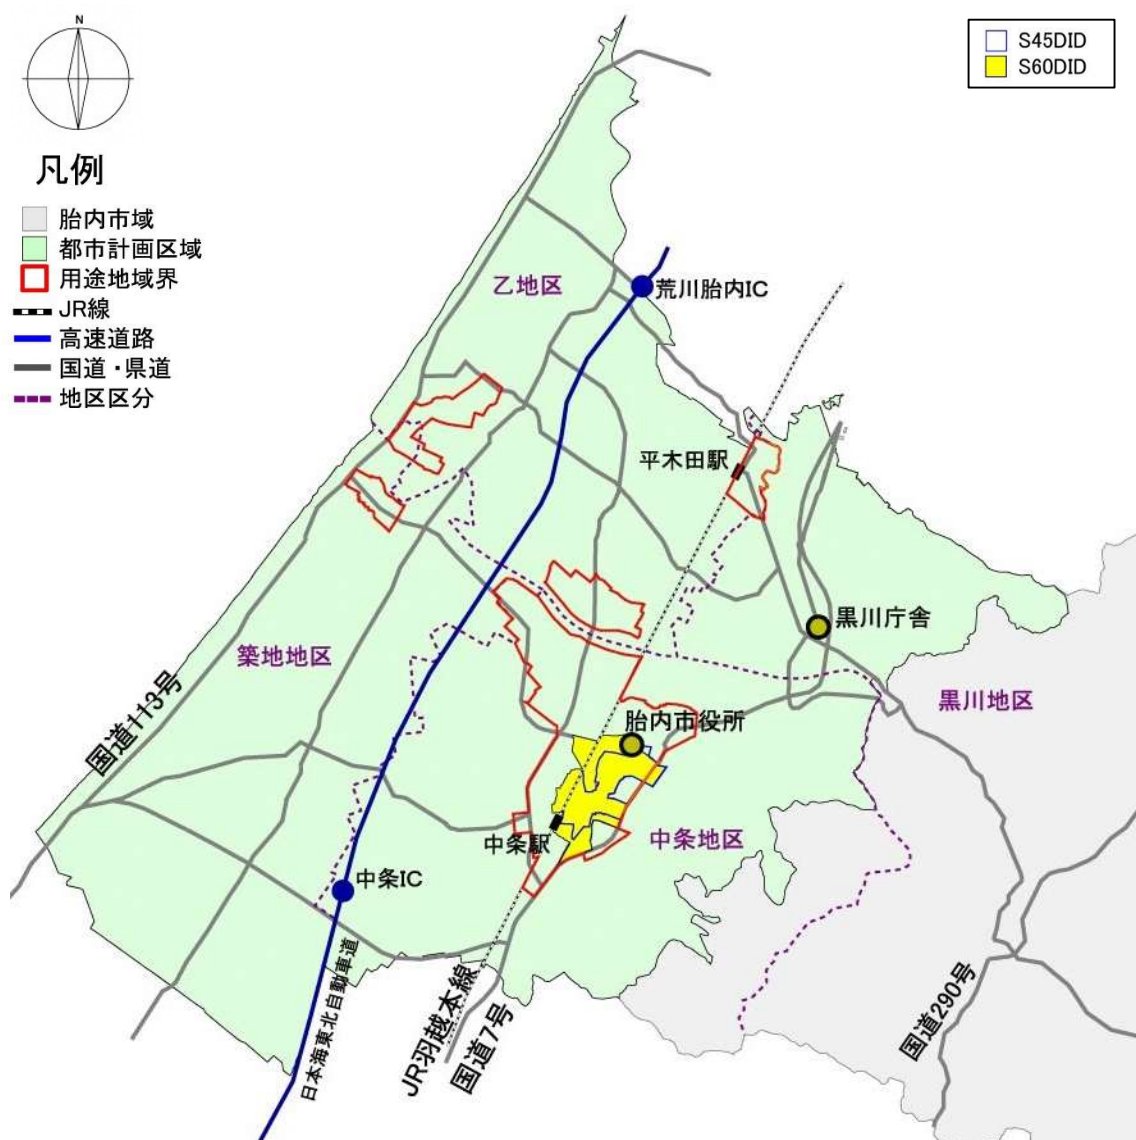 N
S45DID
S60DID
凡例
胎内市域
都市計画区域
用途地域界
JR線
高速道路
国道・県道
地区区分
乙地区
荒川胎内IC
平木田駅
黒川庁舎
築地地区
国道113号
黒川地区
胎内市役所
中条駅
中条地区
中条IC
日本海東北自動車道
JR羽越本線
国道7号
国道290号